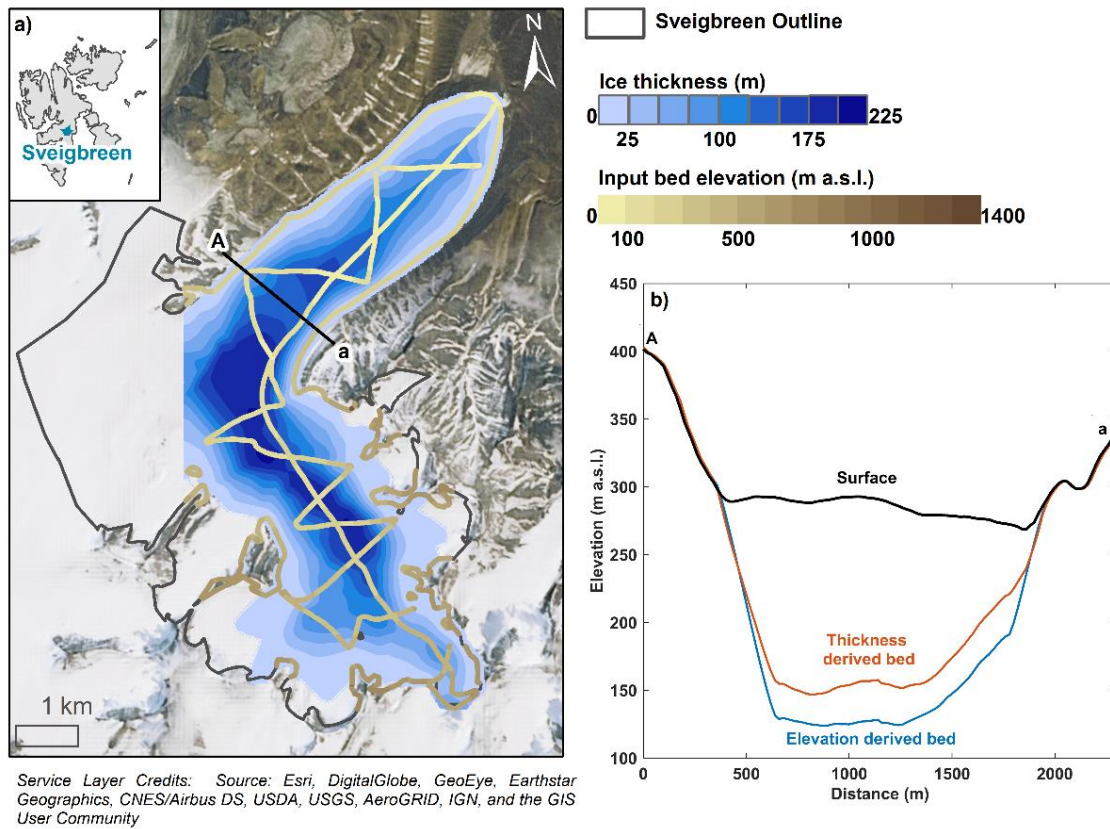 a)
Sveigbreen
N
A
a
1 km
Service Layer Credits: Source: Esri, DigitalGlobe, GeoEye, Earthstar
Geographics, CNES/Airbus DS, USDA, USGS, AeroGRID, IGN, and the GIS
User Community
Sveigbreen Outline
Ice thickness (m)
0 225
25 100 175
Input bed elevation (m a.s.l.)
0 1400
100 500 1000
b)
450
400
350
300
250
200
150
100
Elevation (m a.s.l.)
A
a
Surface
Thickness
derived bed
Elevation derived bed
0 500 1000 1500 2000
Distance (m)